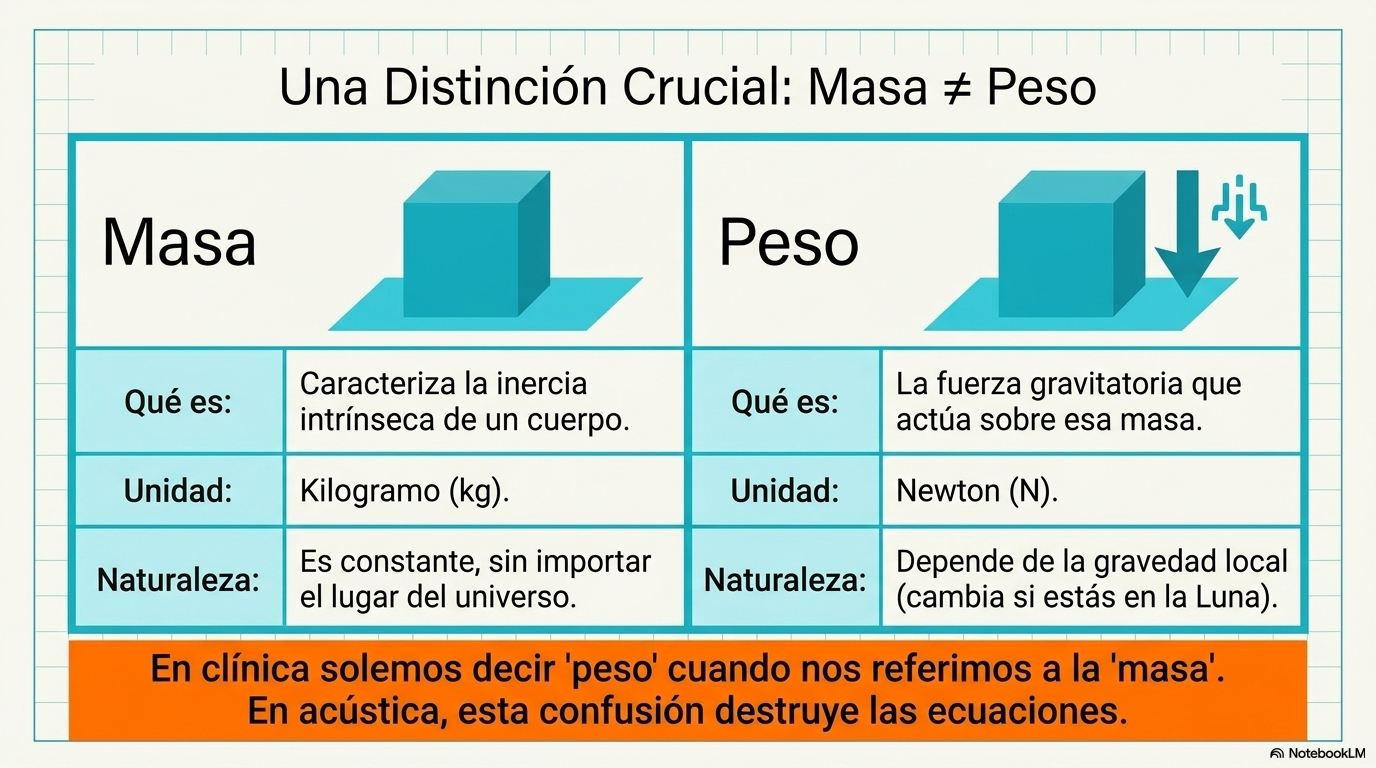 Una Distinción Crucial: Masa ≠ Peso
Masa
Qué es:
Caracteriza la inercia
intrínseca de un cuerpo.
Unidad:
Kilogramo (kg).
Naturaleza:
Es constante, sin importar
el lugar del universo.
Peso
Qué es:
La fuerza gravitatoria que
actúa sobre esa masa.
Unidad:
Newton (N).
Naturaleza:
Depende de la gravedad local
(cambia si estás en la Luna).
En clínica solemos decir 'peso' cuando nos referimos a la 'masa'.
En acústica, esta confusión destruye las ecuaciones.
NotebookLM